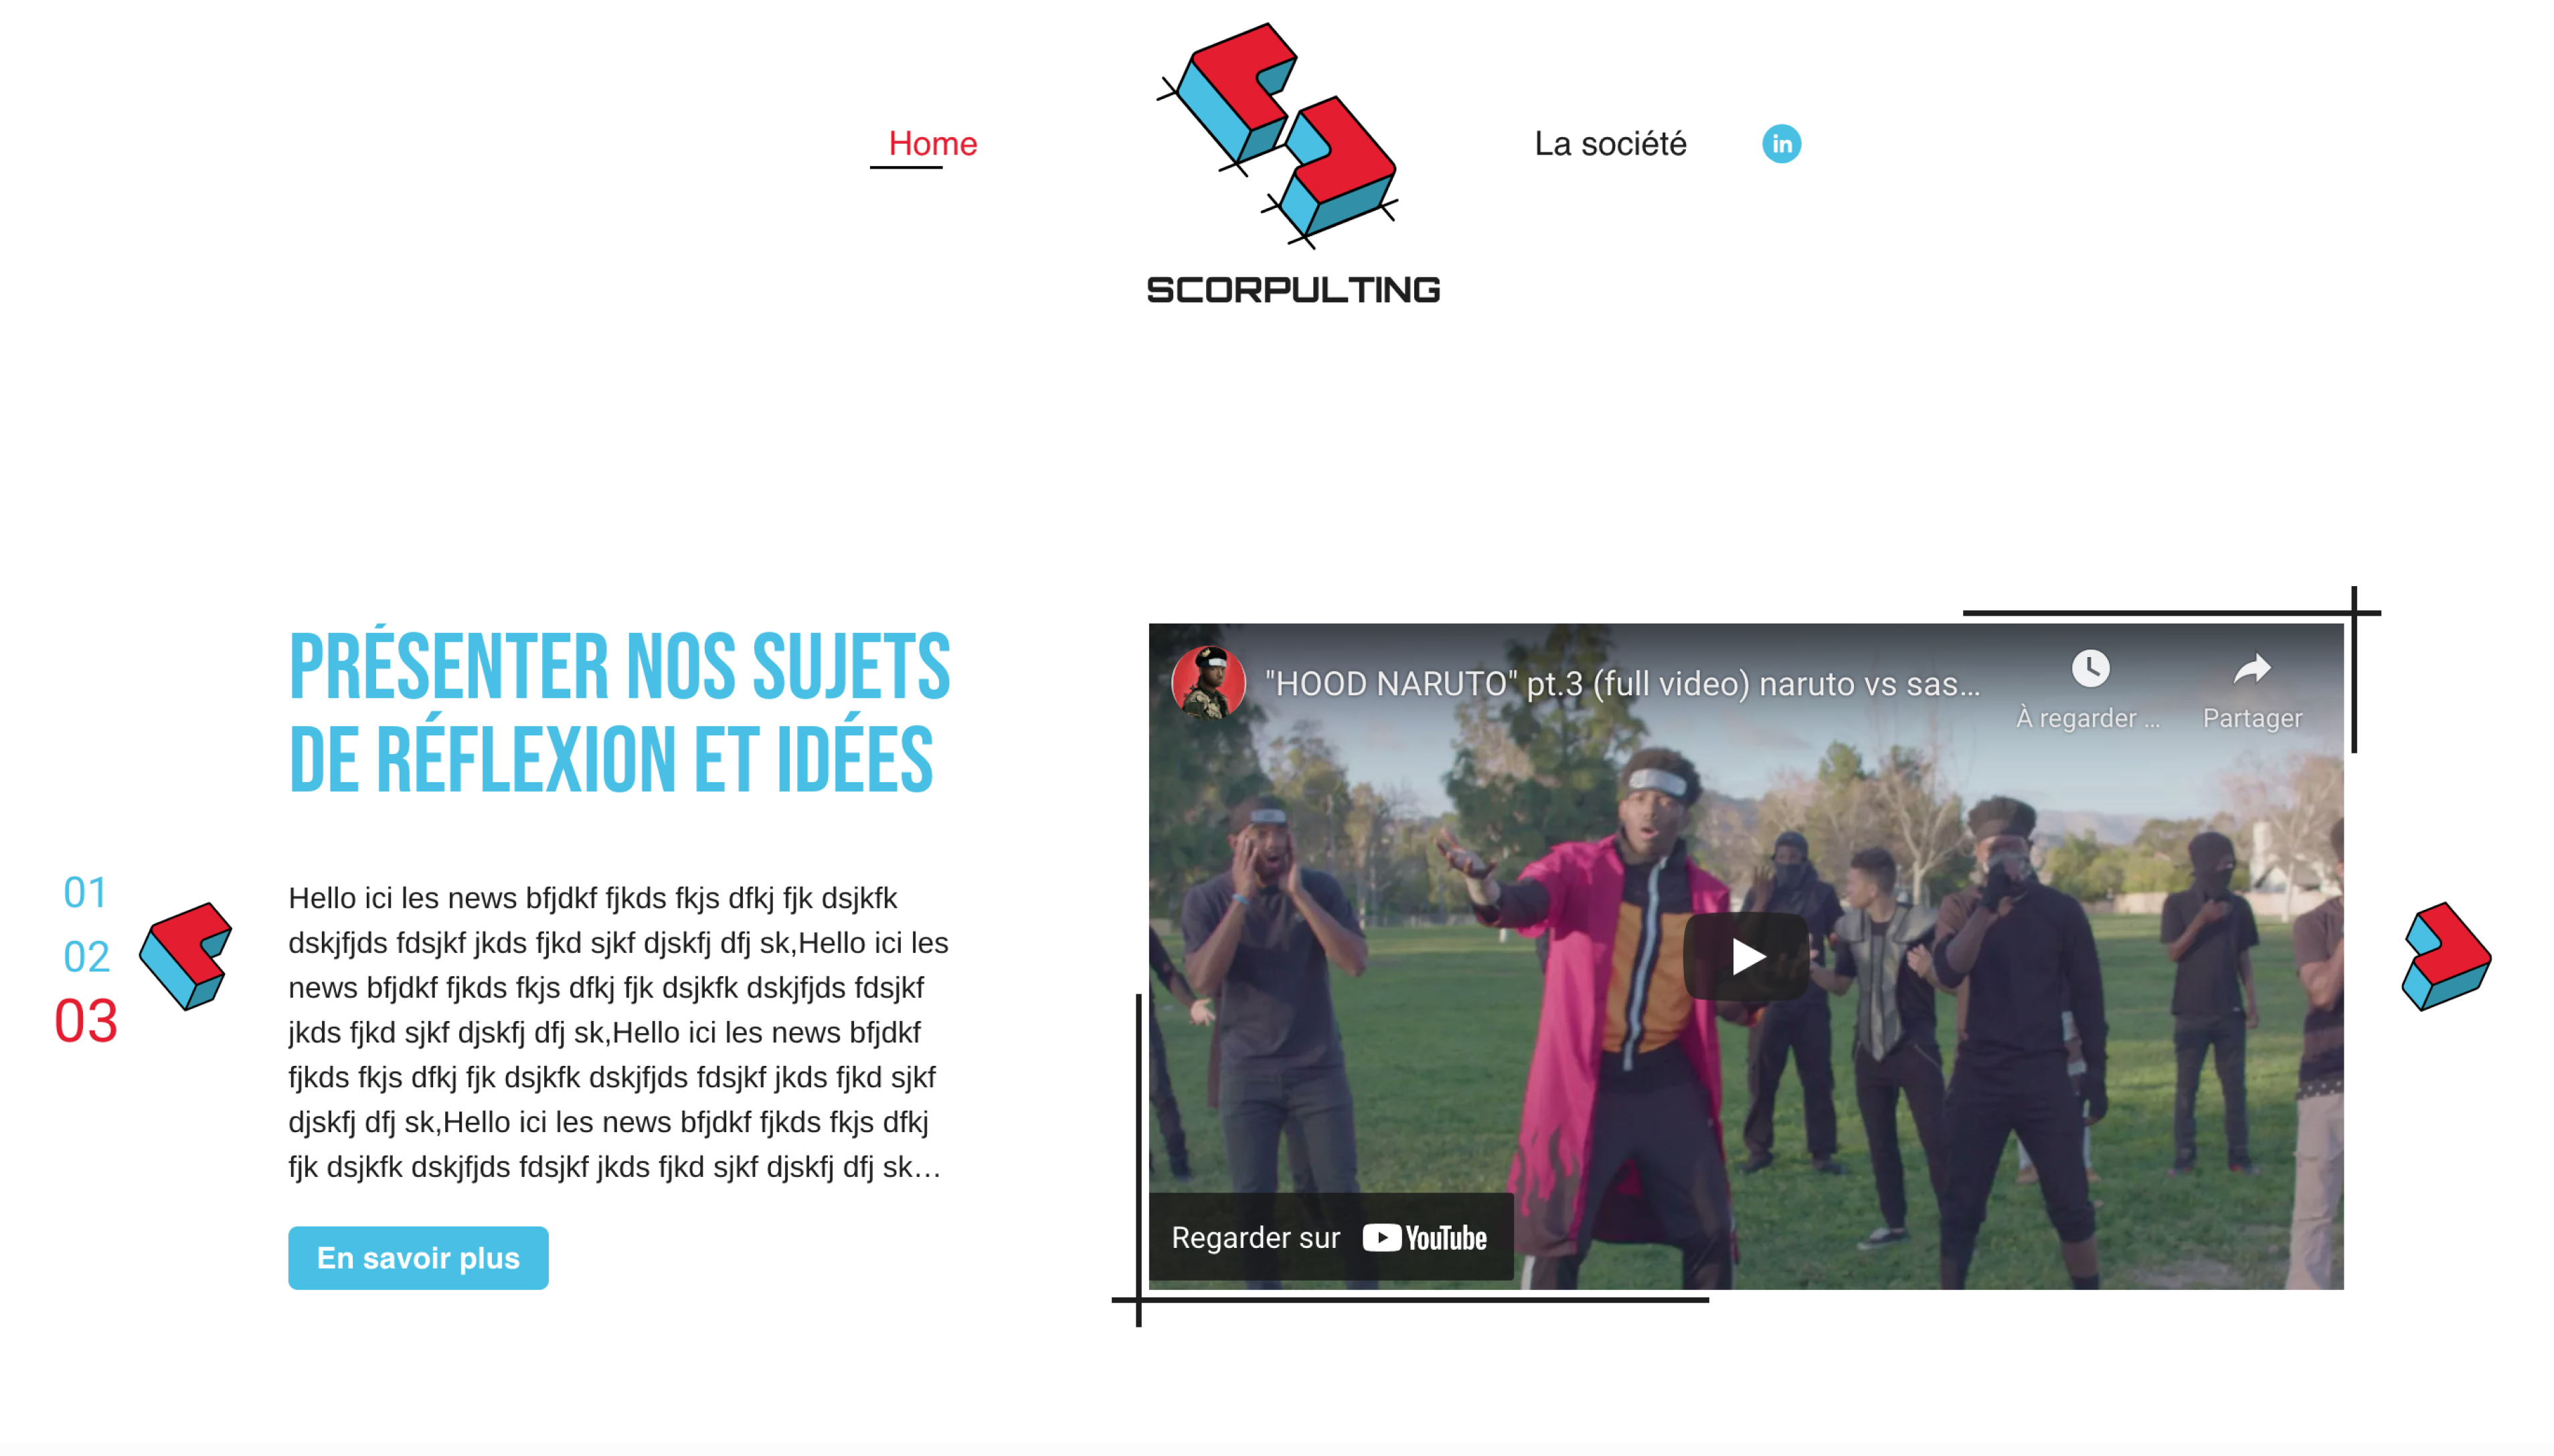 Home
La société
in
SCORPULTING
PRÉSENTER NOS SUJETS
DE RÉFLEXION ET IDÉES
01
02
03
Hello ici les news bfjdkf fjkds fkjs dfkj fjk dsjkfk
dskjfjds fdsjkf jkds fjkd sjkf djskfj dfj sk,Hello ici les
news bfjdkf fjkds fkjs dfkj fjk dsjkfk dskjfjds fdsjkf
jkds fjkd sjkf djskfj dfj sk,Hello ici les news bfjdkf
fjkds fkjs dfkj fjk dsjkfk dskjfjds fdsjkf jkds fjkd sjkf
djskfj dfj sk,Hello ici les news bfjdkf fjkds fkjs dfkj
fjk dsjkfk dskjfjds fdsjkf jkds fjkd sjkf djskfj dfj sk…
En savoir plus
"HOOD NARUTO" pt.3 (full video) naruto vs sas...
À regarder ...
Partager
Regarder sur YouTube